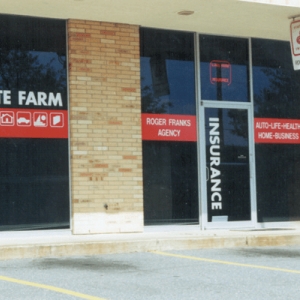 TE FARM
ROGER FRANKS
AGENCY
INSURANCE
AUTO-LIFE-HEALTH
HOME-BUSINESS